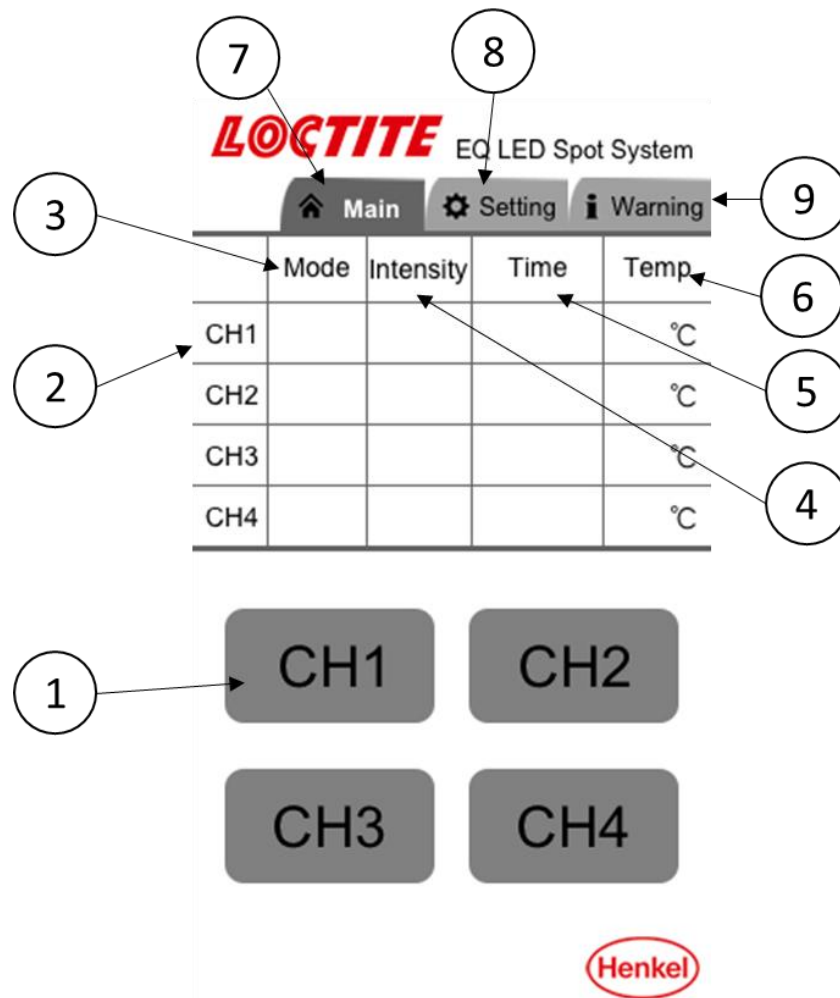 7
8
LOCTITE EQ LED Spot System
3
Main Setting Warning
9
Mode Intensity Time Temp
6
CH1 ℃
2
CH2 ℃
5
CH3 ℃
4
CH4 ℃
CH1 CH2
1
CH3 CH4
Henkel